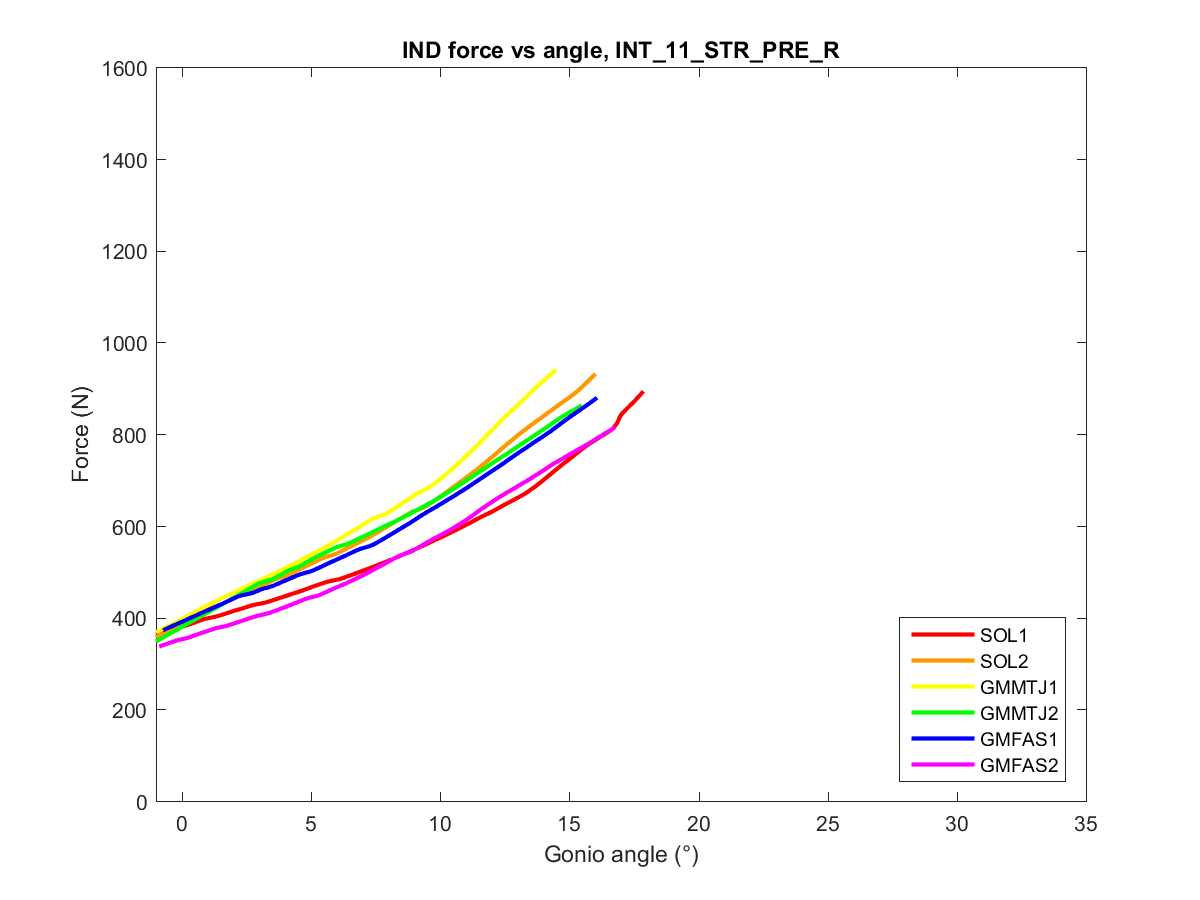 IND force vs angle, INT_11_STR_PRE_R
1600
1400
1200
1000
800
600
400
200
0
Force (N)
0 5 10 15 20 25 30 35
Gonio angle (°)
SOL1
SOL2
GMMTJ1
GMMTJ2
GMFAS1
GMFAS2